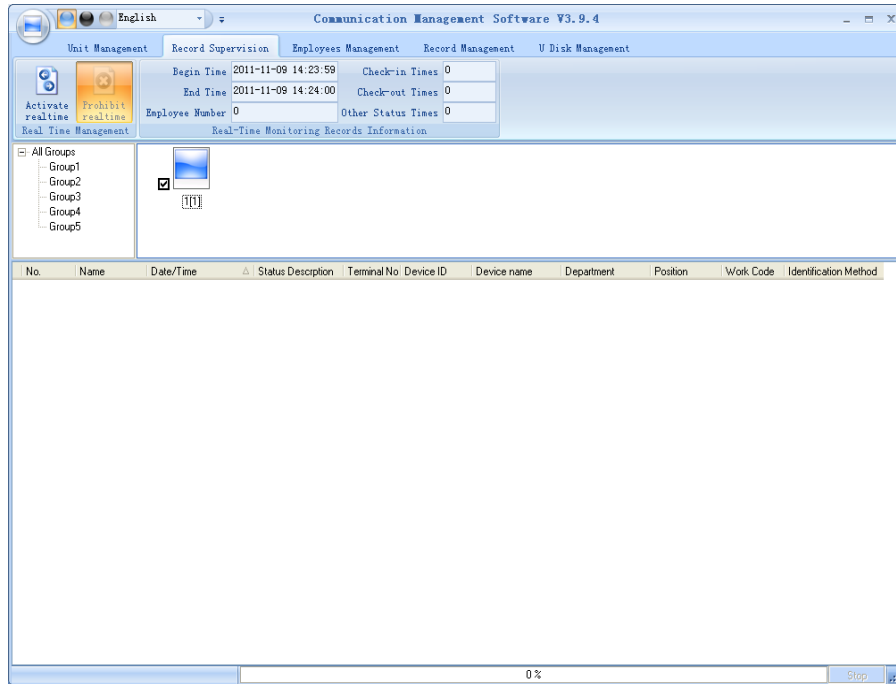 English
Communication Management Software V3.9.4
Unit Management Record Supervision Employees Management Record Management U Disk Management
Activate realtime
Prohibit realtime
Real Time Management
Begin Time 2011-11-09 14:23:59 Check-in Times 0
End Time 2011-11-09 14:24:00 Check-out Times 0
Employee Number 0 Other Status Times 0
Real-Time Monitoring Records Information
All Groups
Group1
Group2
Group3
Group4
Group5
1[1]
No. Name Date/Time Status Descrption Terminal No Device ID Device name Department Position Work Code Identification Method
0 %
Stop